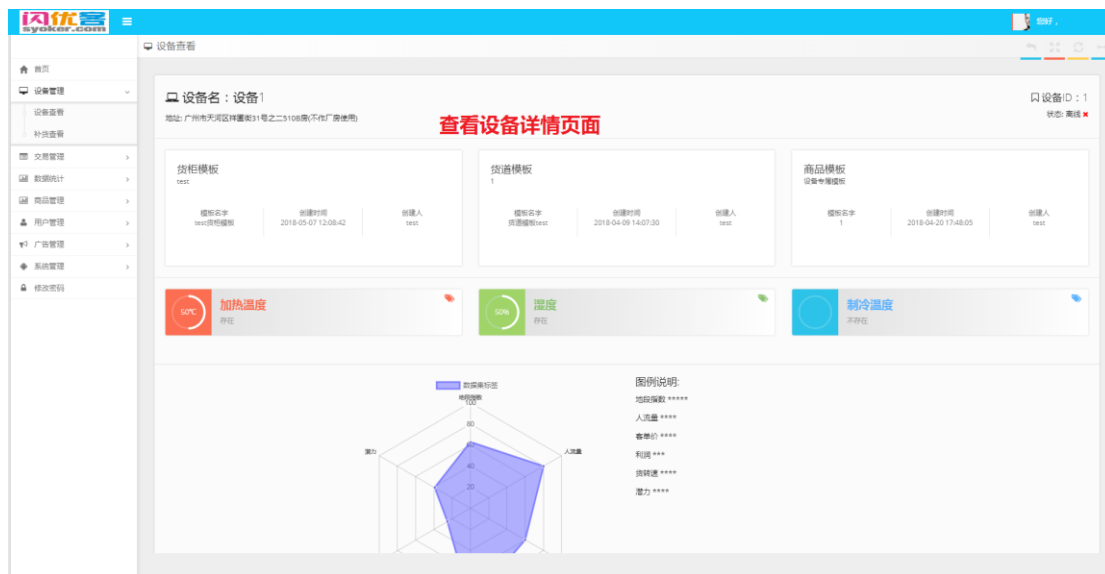 闪优客
syoker.com
您好，
设备查看
首页
设备管理
设备查看
补货查看
交易管理
数据统计
商品管理
用户管理
广告管理
系统管理
修改密码
设备名：设备1
设备ID：1
地址: 广州市天河区祥園街31号之二5108房(不作厂房使用)
状态: 离线
查看设备详情页面
货柜模板
test
模板名字 创建时间 创建人
test货柜模板 2018-05-07 12:08:42 test
货道模板
1
模板名字 创建时间 创建人
货道模板test 2018-04-09 14:07:30 test
商品模板
设备专属模板
模板名字 创建时间 创建人
1 2018-04-20 17:48:05 test
50℃
加热温度
存在
50%
湿度
存在
制冷温度
不存在
数据集标签
地段指数
100
80
60
40
20
潜力
人流量
图例说明:
地段指数 *****
人流量 ****
客单价 ****
利润 ***
货转速 ****
潜力 ****